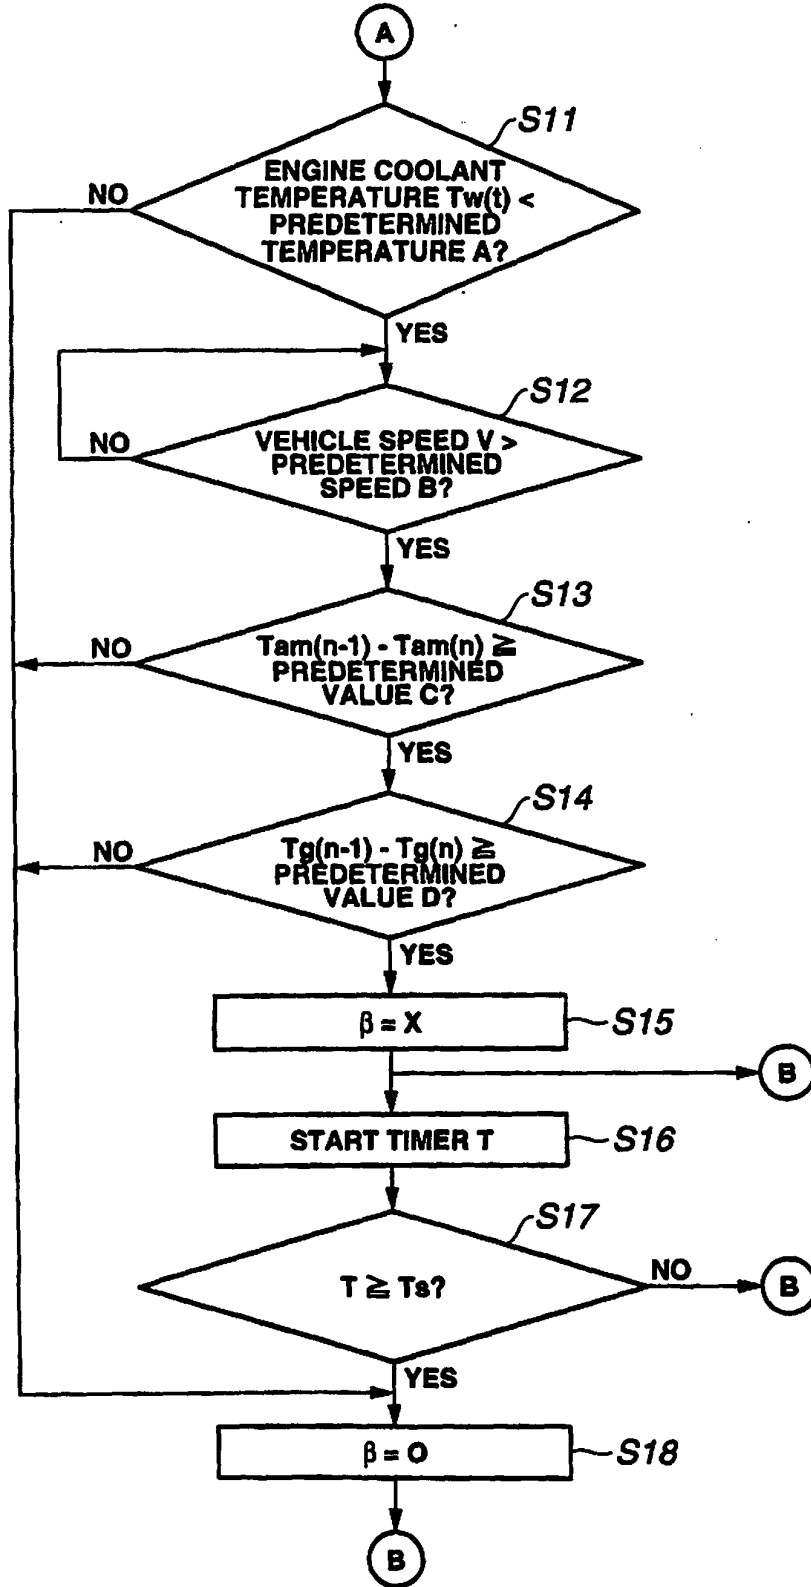 A
S11
ENGINE COOLANT
TEMPERATURE Tw(t) <
PREDETERMINED
TEMPERATURE A?
NO
YES
S12
VEHICLE SPEED V >
PREDETERMINED
SPEED B?
NO
YES
S13
Tam(n-1) - Tam(n) ≧
PREDETERMINED
VALUE C?
NO
YES
S14
Tg(n-1) - Tg(n) ≧
PREDETERMINED
VALUE D?
NO
YES
β = X
S15
B
START TIMER T
S16
S17
T ≧ Ts?
NO
B
YES
β = O
S18
B